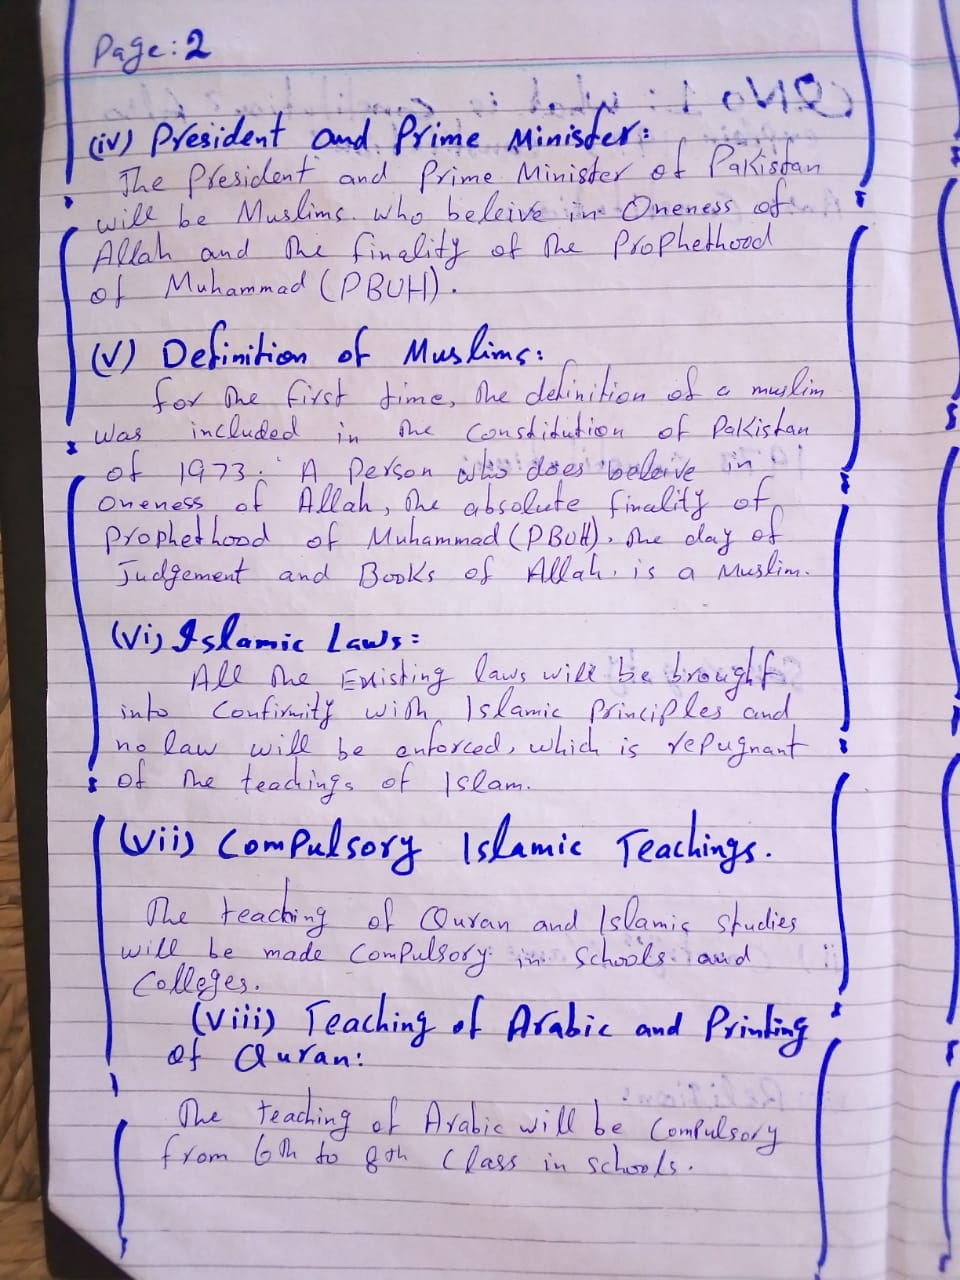 Page: 2
(iv) President and Prime Minister:
The President and Prime Minister of Pakistan
will be Muslims. who beleive in Oneness of
Allah and the finality of the Prophethood
of Muhammad (PBUH).
(V) Definition of Muslims:
for the first time, the definition of a muslim
was included in the Constitution of Pakistan
of 1973. A Person who does beleive in
Oneness of Allah, the absolute finality of
Prophethood of Muhammad (PBUH), the day of
Judgement and Books of Allah, is a Muslim.
(Vi) Islamic Laws:
All the Existing laws will be brought
into Confirmity with Islamic Principles and
no law will be enforced, which is repugnant
of the teachings of Islam.
(vii) Compulsory Islamic Teachings.
The teaching of Quran and Islamic studies
will be made Compulsory in Schools and
Colleges.
(Viii) Teaching of Arabic and Printing
of Quran:
The teaching of Arabic will be Compulsory
from 6th to 8th Class in schools.